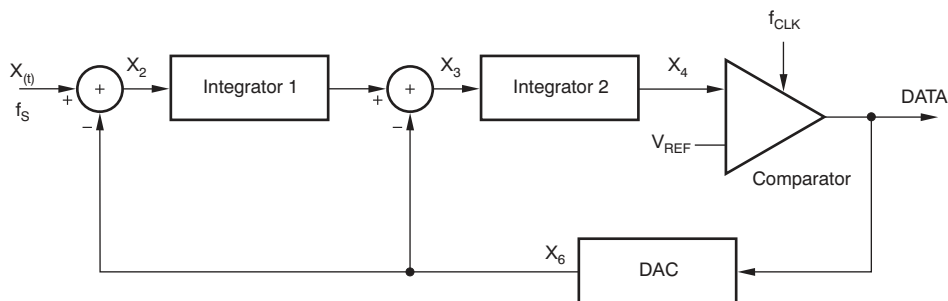 f_CLK
X_(t)
f_S
+
+
−
X_2
Integrator 1
+
+
−
X_3
Integrator 2
X_4
V_REF
Comparator
DATA
X_6
DAC